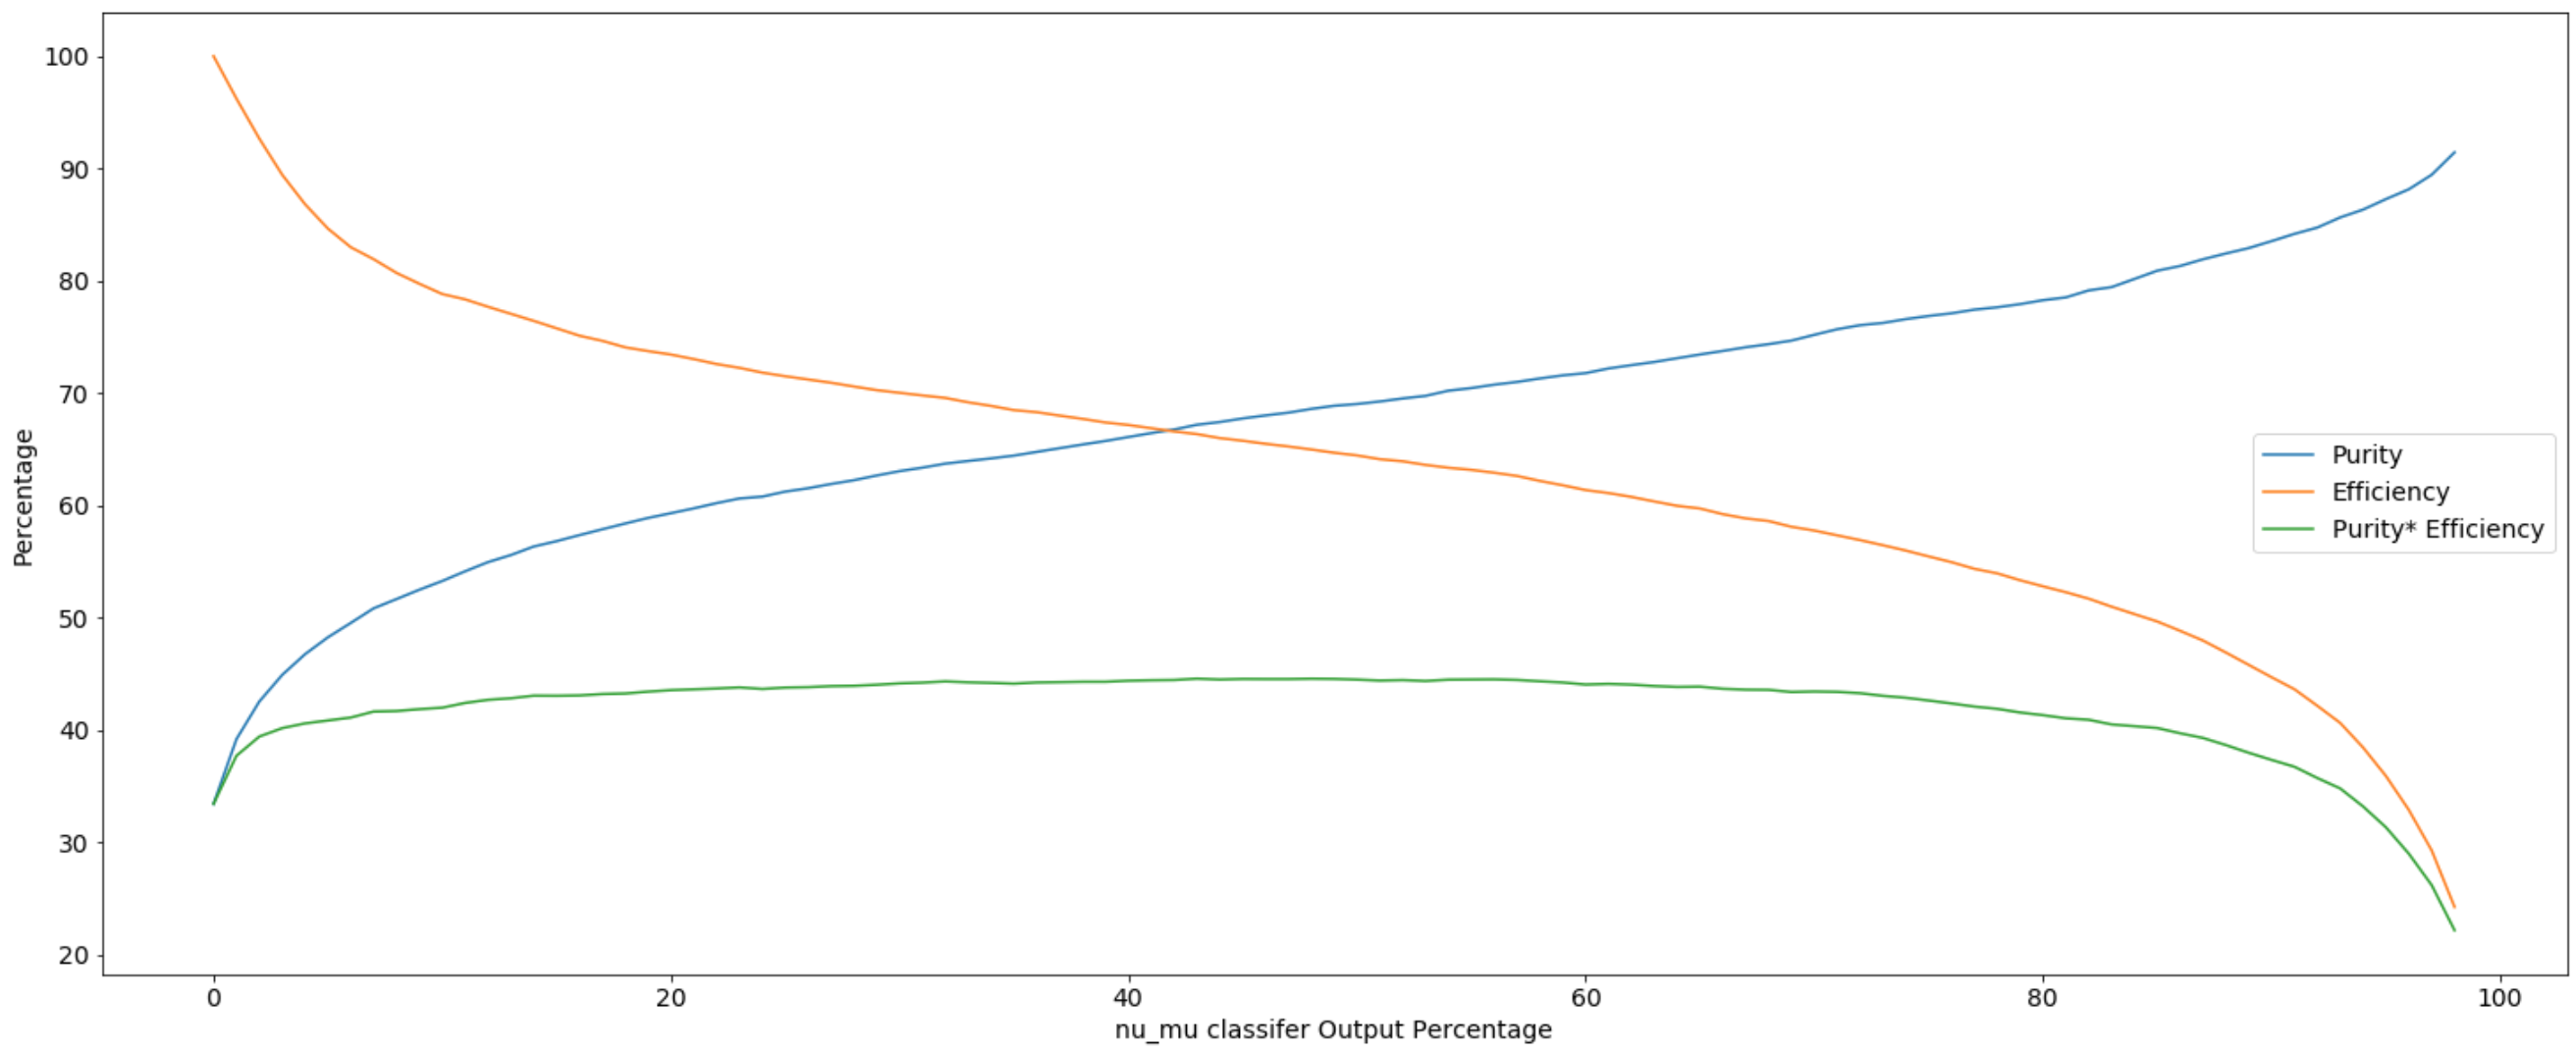 100
90
80
70
60
50
40
30
20
Percentage
Purity
Efficiency
Purity* Efficiency
0 20 40 60 80 100
nu_mu classifer Output Percentage